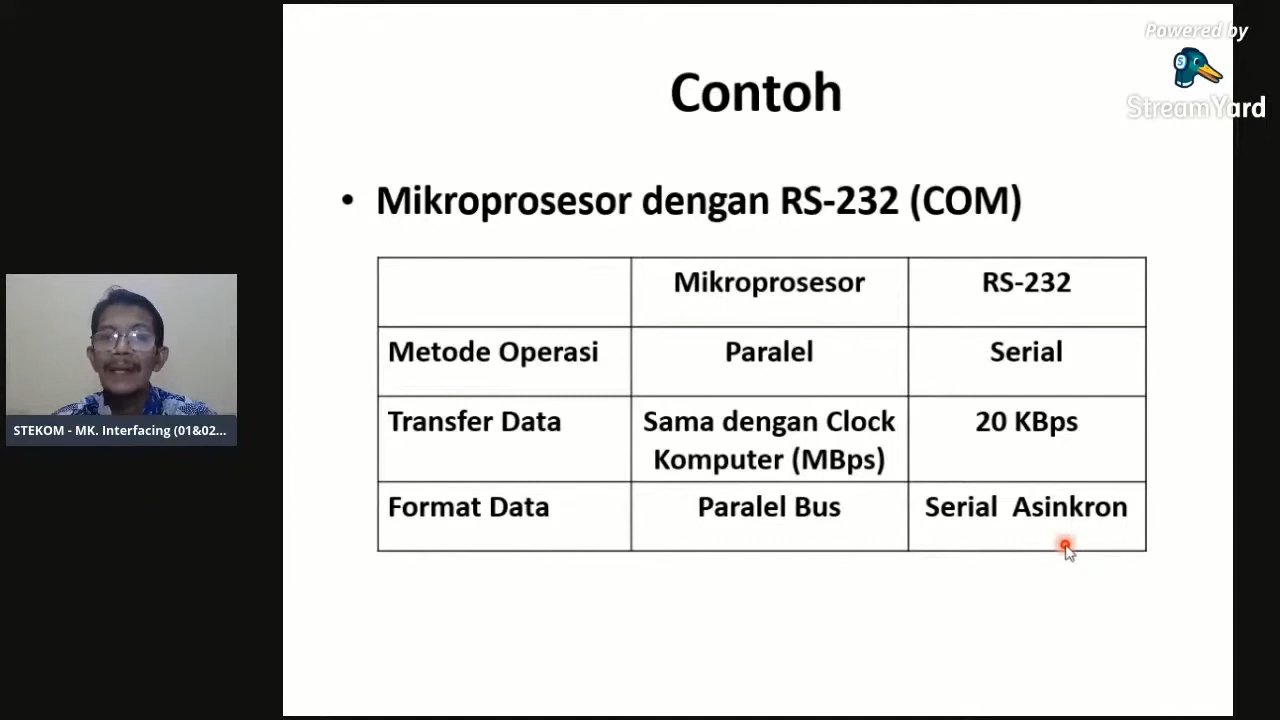 Powered by
StreamYard
Contoh
• Mikroprosesor dengan RS-232 (COM)
Mikroprosesor RS-232
Metode Operasi Paralel Serial
Transfer Data Sama dengan Clock 20 KBps
Komputer (MBps)
Format Data Paralel Bus Serial Asinkron
STEKOM - MK. Interfacing (01&02...